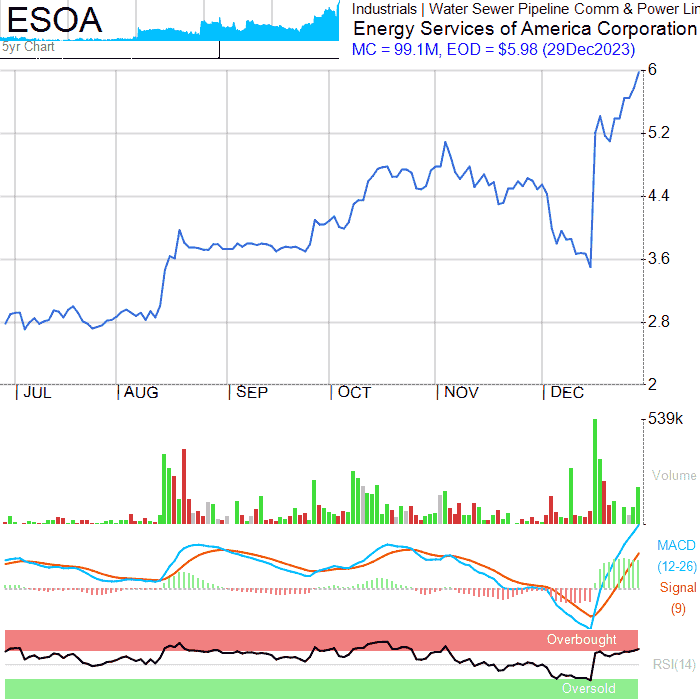 ESOA
5yr Chart
Industrials | Water Sewer Pipeline Comm & Power Lin
Energy Services of America Corporation
MC = 99.1M, EOD = $5.98 (29Dec2023)
6
5.2
4.4
3.6
2.8
2
JUL AUG SEP OCT NOV DEC
539k
Volume
MACD
(12-26)
Signal
(9)
Overbought
RSI(14)
Oversold